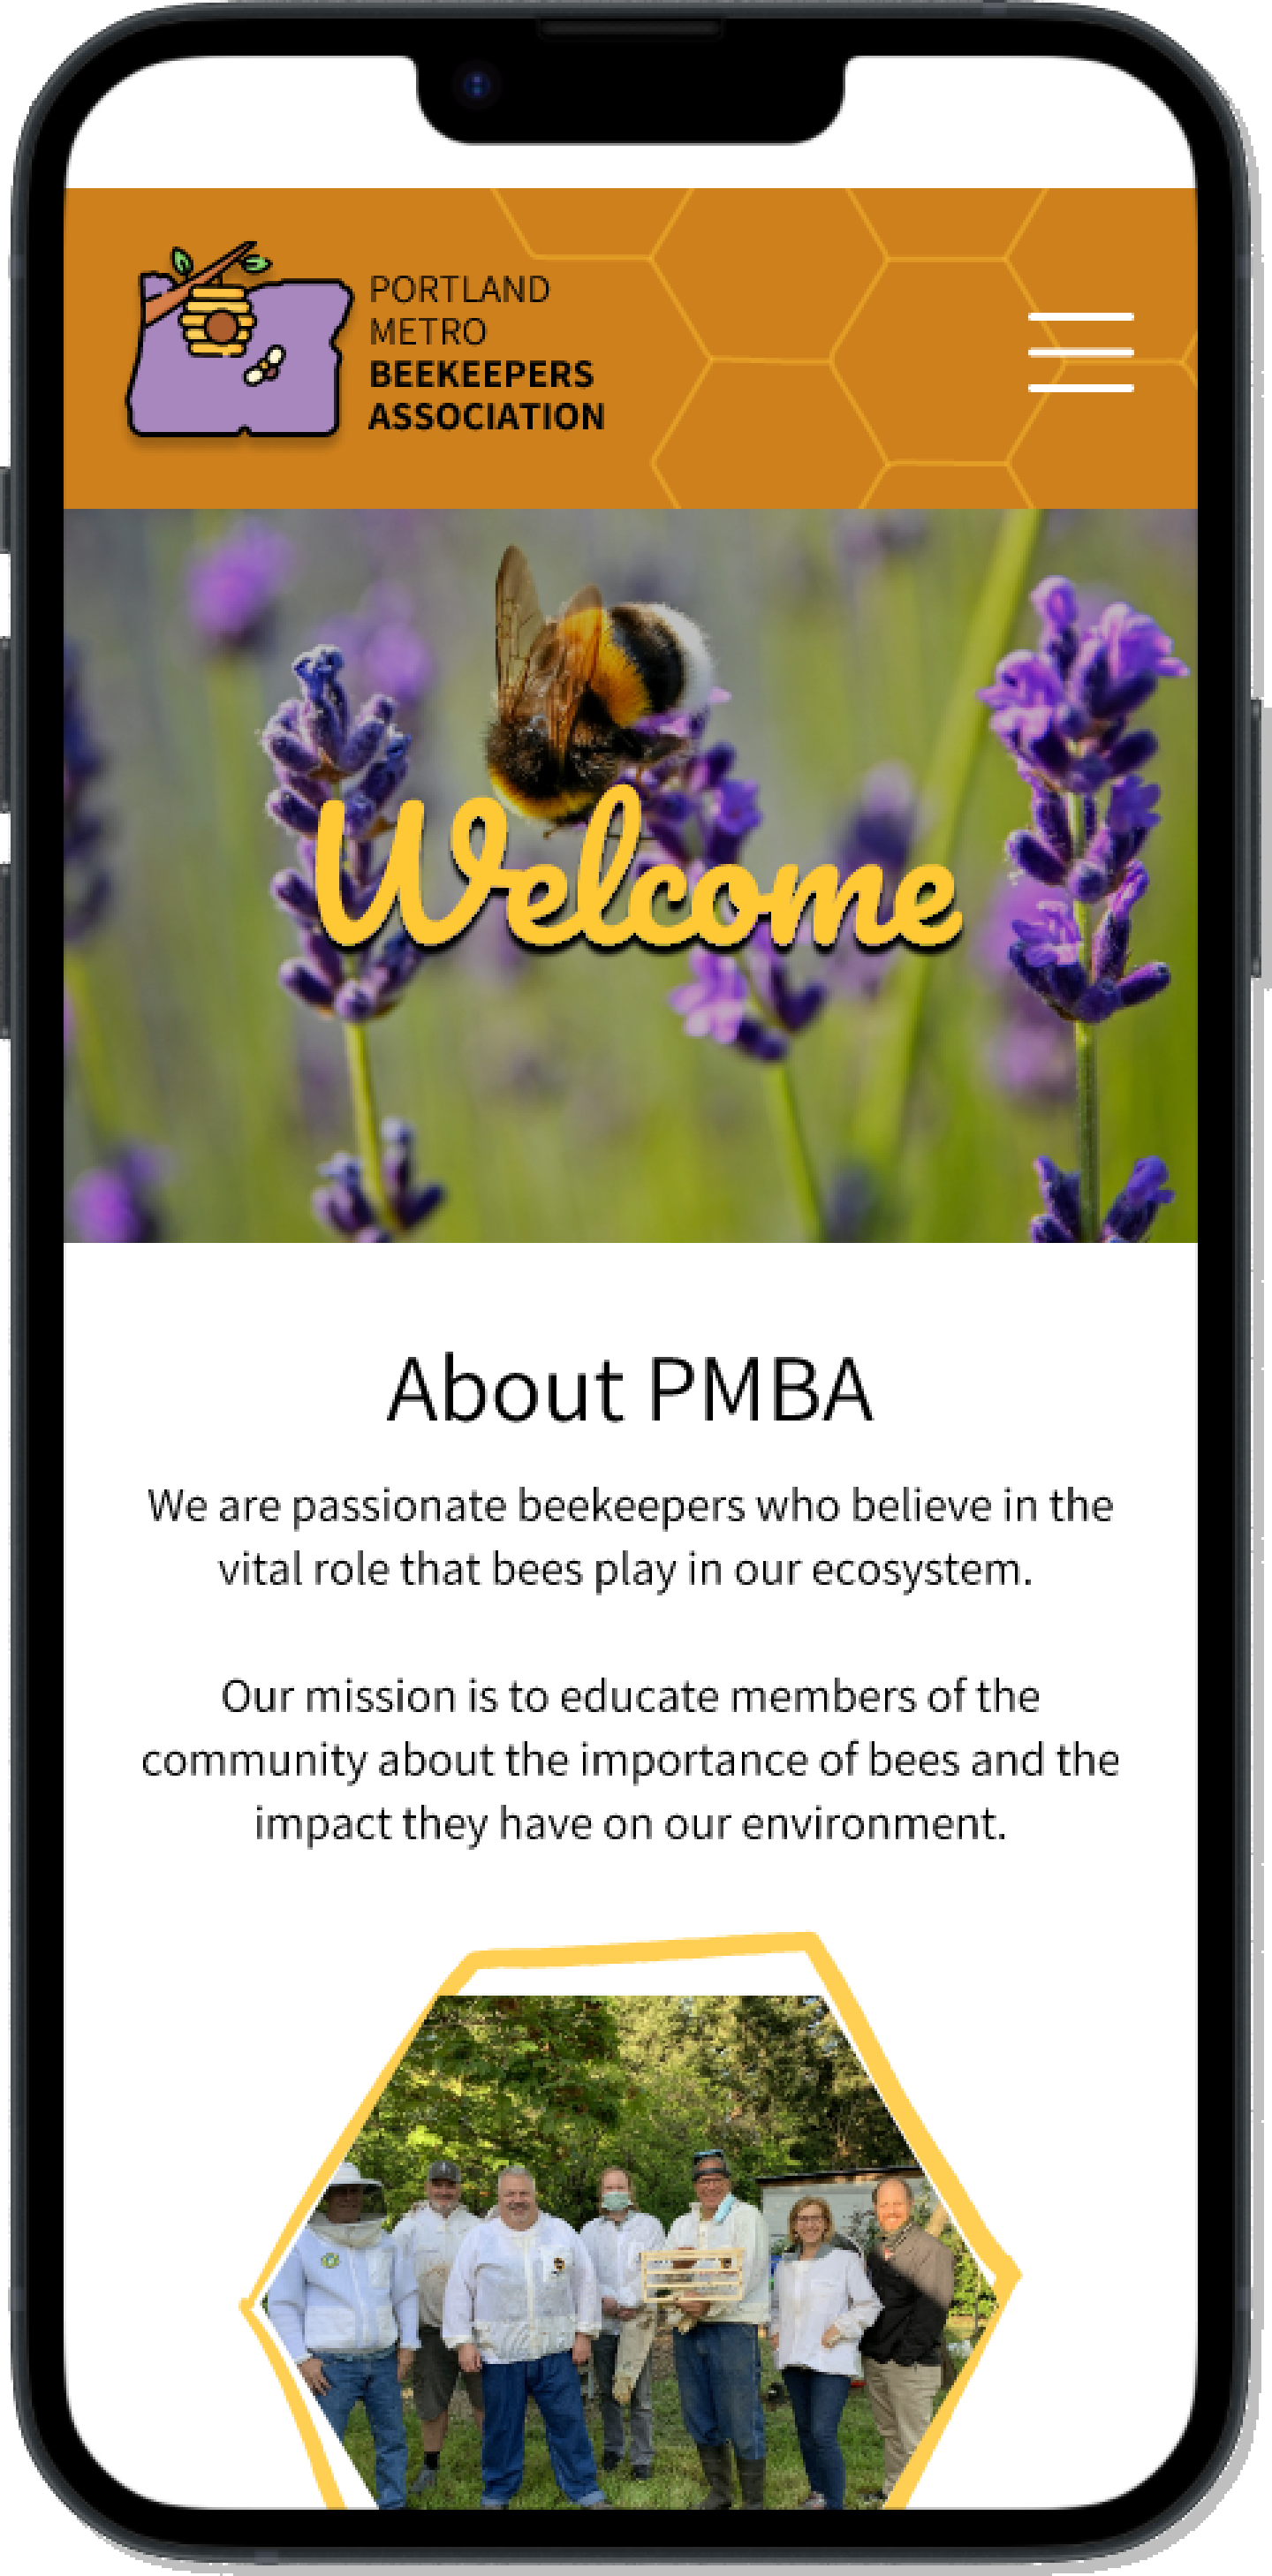 PORTLAND
METRO
BEEKEEPERS
ASSOCIATION
Welcome
About PMBA
We are passionate beekeepers who believe in the
vital role that bees play in our ecosystem.
Our mission is to educate members of the
community about the importance of bees and the
impact they have on our environment.